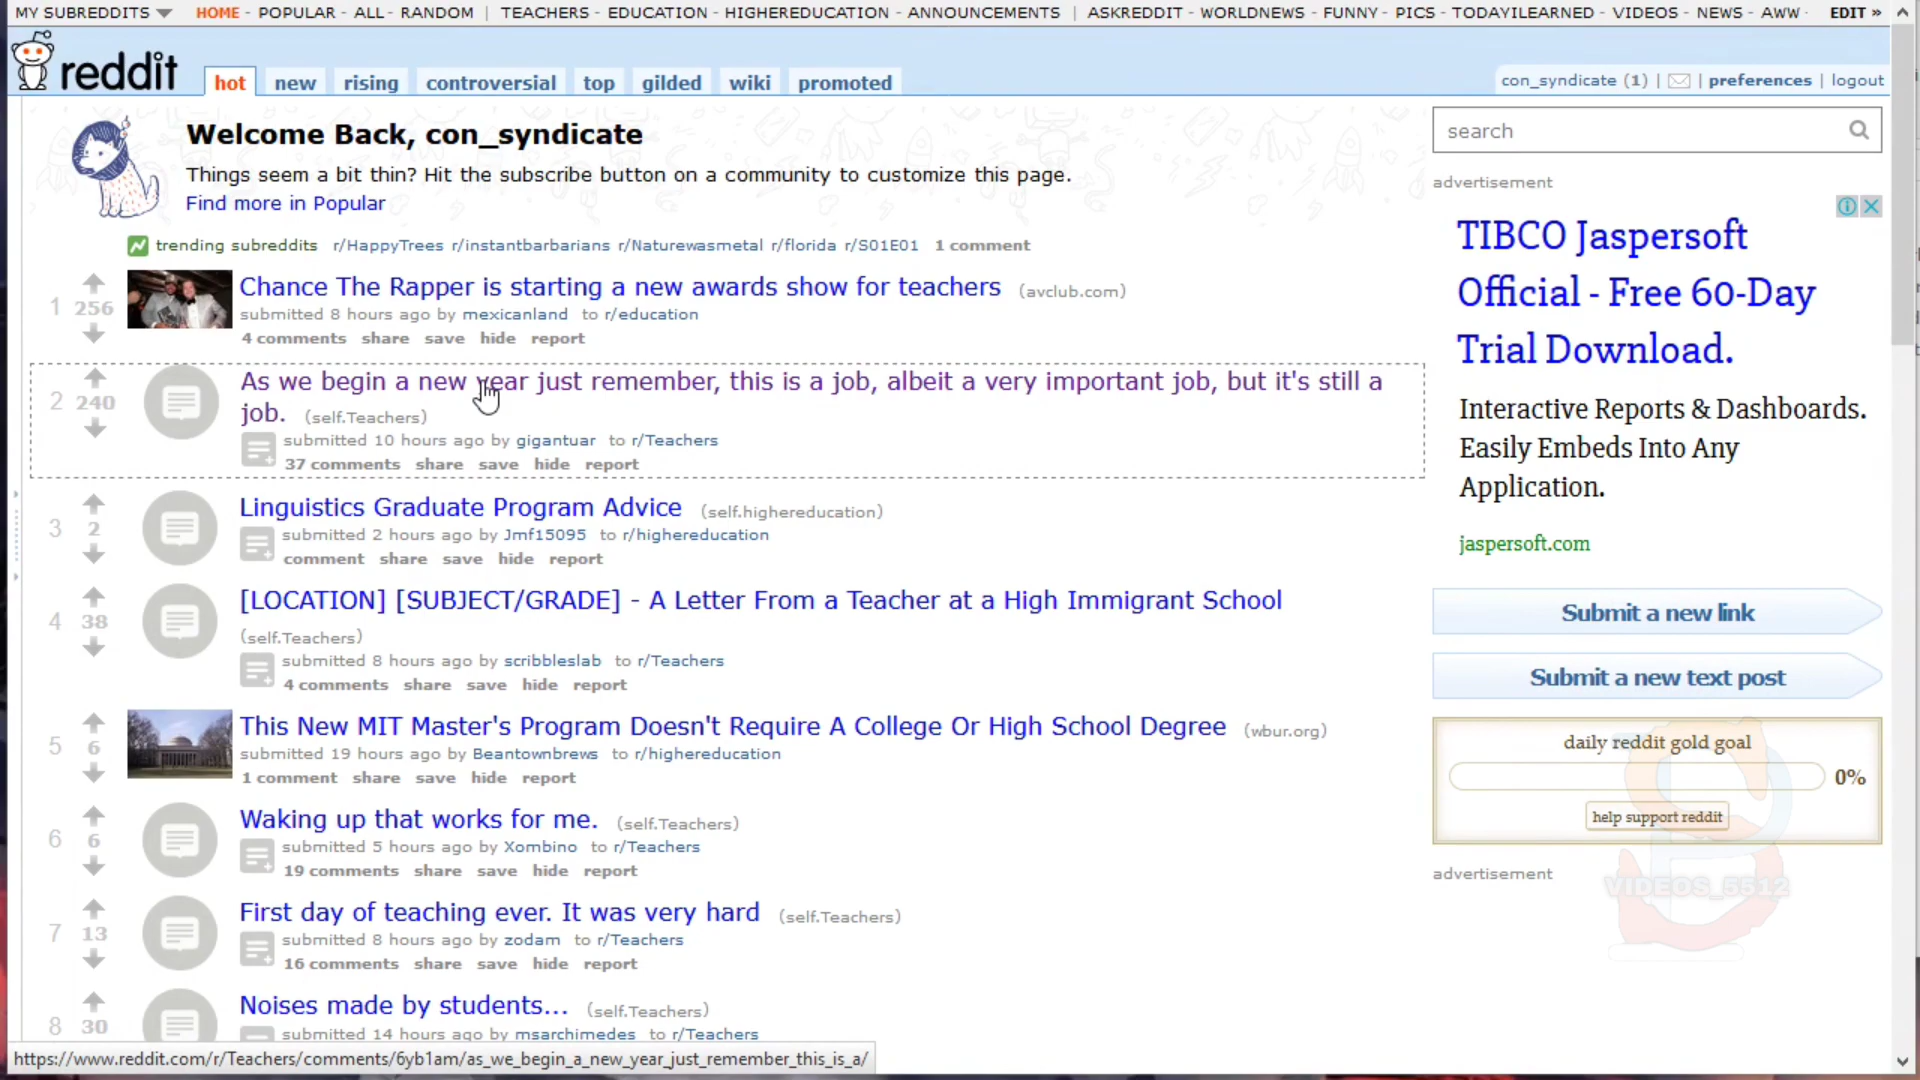 MY SUBREDDITS HOME - POPULAR - ALL - RANDOM | TEACHERS - EDUCATION - HIGHEREDUCATION - ANNOUNCEMENTS | ASKREDDIT - WORLDNEWS - FUNNY - PICS - TODAYILEARNED - VIDEOS - NEWS - AWW - EDIT »
reddit hot new rising controversial top gilded wiki promoted con_syndicate (1) | | preferences | logout
Welcome Back, con_syndicate
Things seem a bit thin? Hit the subscribe button on a community to customize this page.
Find more in Popular
trending subreddits r/HappyTrees r/instantbarbarians r/Naturewasmetal r/florida r/S01E01 1 comment
1 256 Chance The Rapper is starting a new awards show for teachers (avclub.com)
submitted 8 hours ago by mexicanland to r/education
4 comments share save hide report
2 240 As we begin a new year just remember, this is a job, albeit a very important job, but it's still a
job. (self.Teachers)
submitted 10 hours ago by gigantuar to r/Teachers
37 comments share save hide report
3 2 Linguistics Graduate Program Advice (self.highereducation)
submitted 2 hours ago by Jmf15095 to r/highereducation
comment share save hide report
4 38 [LOCATION] [SUBJECT/GRADE] - A Letter From a Teacher at a High Immigrant School
(self.Teachers)
submitted 8 hours ago by scribbleslab to r/Teachers
4 comments share save hide report
5 6 This New MIT Master's Program Doesn't Require A College Or High School Degree (wbur.org)
submitted 19 hours ago by Beantownbrews to r/highereducation
1 comment share save hide report
6 6 Waking up that works for me. (self.Teachers)
submitted 5 hours ago by Xombino to r/Teachers
19 comments share save hide report
7 13 First day of teaching ever. It was very hard (self.Teachers)
submitted 8 hours ago by zodam to r/Teachers
16 comments share save hide report
8 30 Noises made by students... (self.Teachers)
submitted 14 hours ago by msarchimedes to r/Teachers
https://www.reddit.com/r/Teachers/comments/6yb1am/as_we_begin_a_new_year_just_remember_this_is_a/
search
advertisement
TIBCO Jaspersoft
Official - Free 60-Day
Trial Download.
Interactive Reports & Dashboards.
Easily Embeds Into Any
Application.
jaspersoft.com
Submit a new link
Submit a new text post
daily reddit gold goal
0%
help support reddit
advertisement
VIDEOS_5512